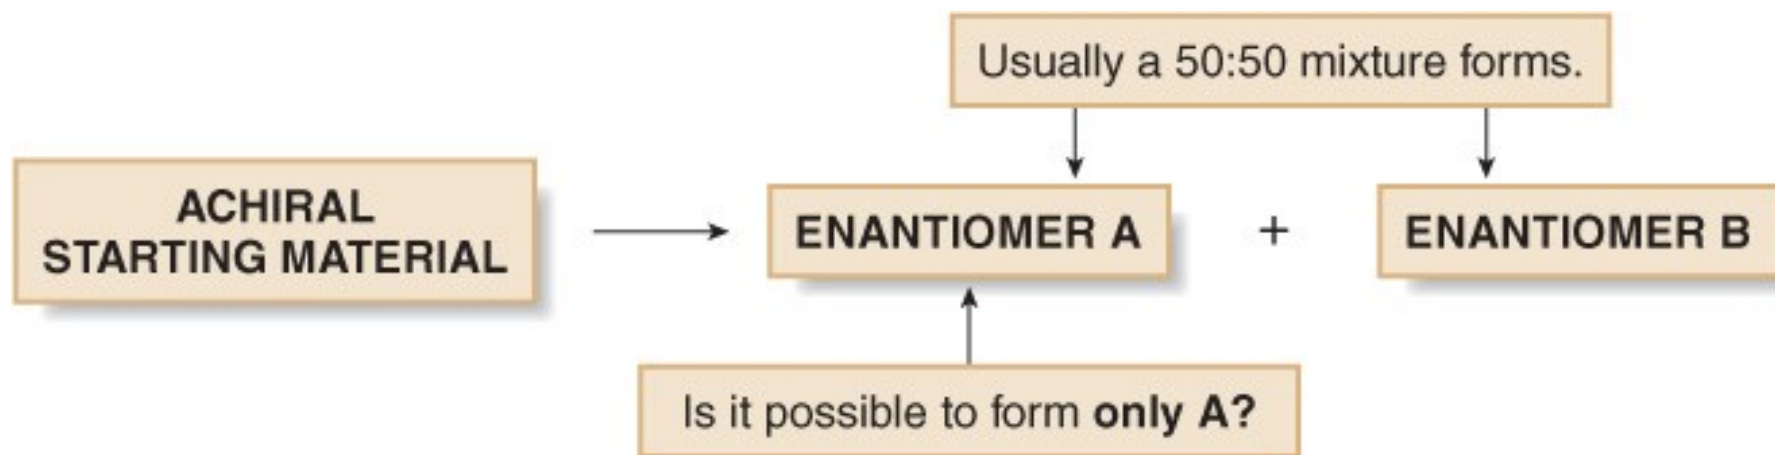 Usually a 50:50 mixture forms.
ACHIRAL
STARTING MATERIAL
ENANTIOMER A
+
ENANTIOMER B
Is it possible to form only A?